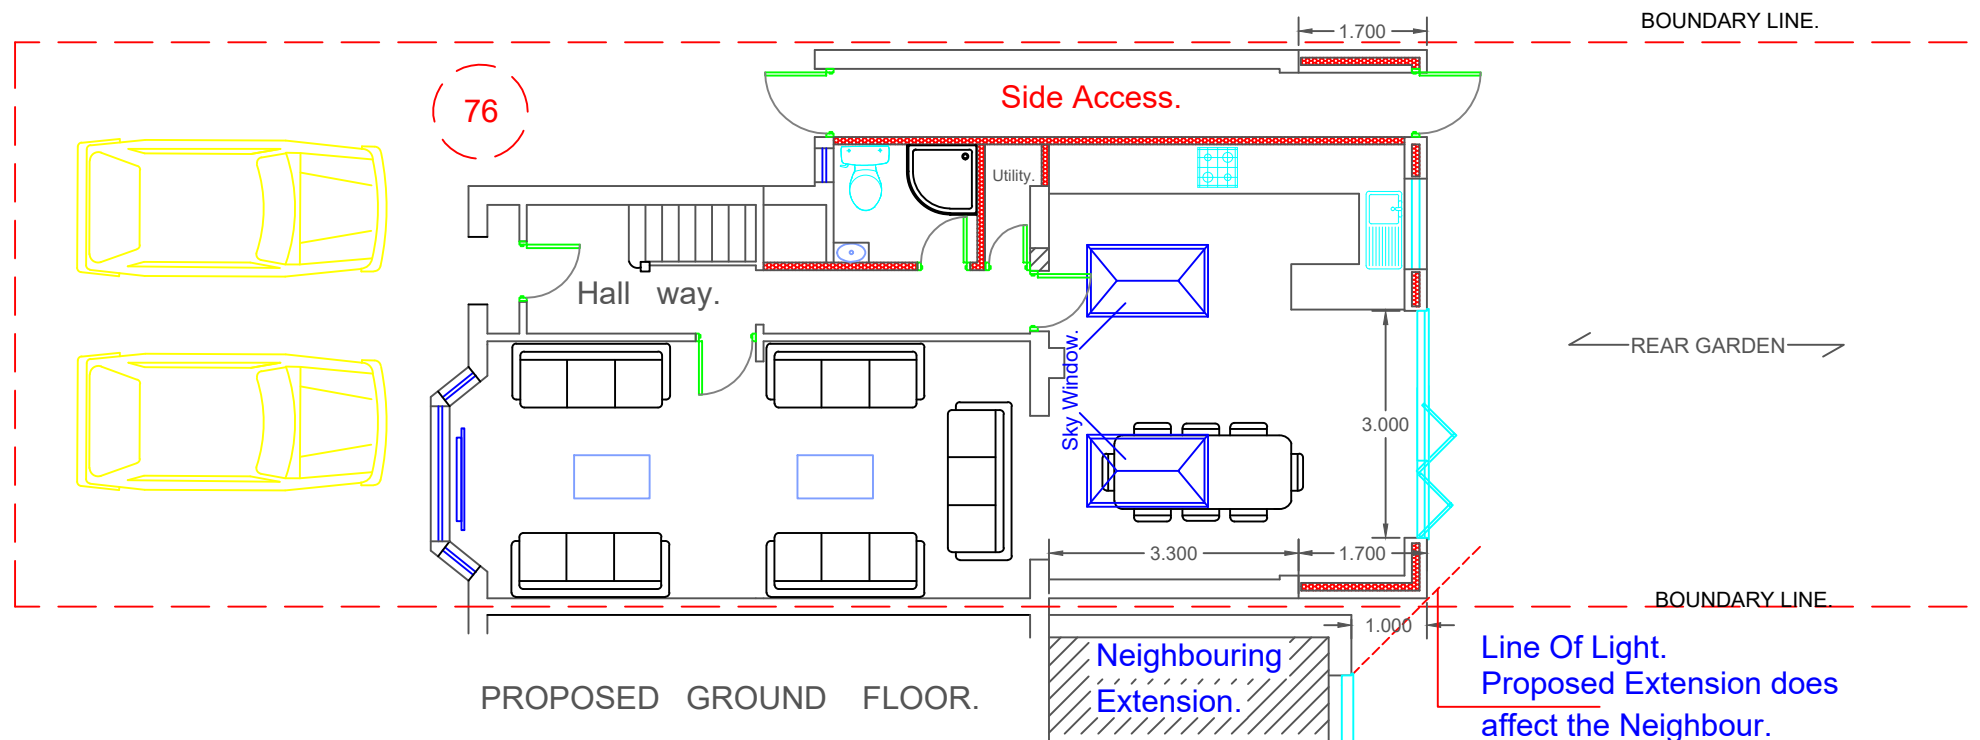 BOUNDARY LINE.
1.700
76
Side Access.
Utility.
Hall way.
Sky Window.
REAR GARDEN
3.000
3.300
1.700
BOUNDARY LINE.
1.000
Neighbouring
Extension.
Line Of Light.
Proposed Extension does
affect the Neighbour.
PROPOSED GROUND FLOOR.